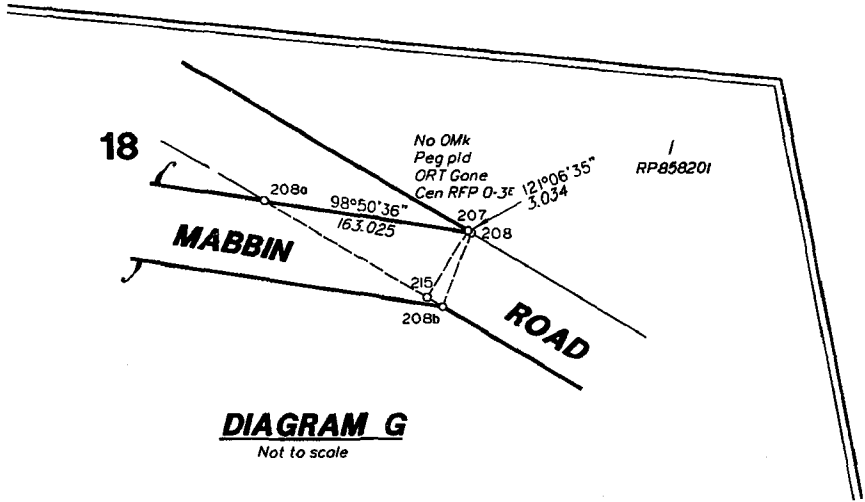 18
No OMk
Peg pld
ORT Gone
Cen RFP 0·3E
1
RP858201
121°06'35"
3.034
208a
98°50'36"
163.025
207
208
MABBIN
215
208b
ROAD
DIAGRAM G
Not to scale